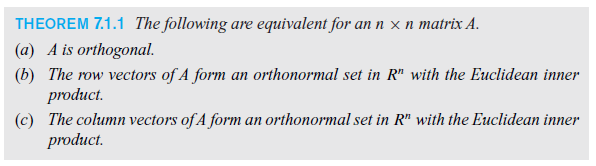 THEOREM 7.1.1 The following are equivalent for an n × n matrix A.
(a) A is orthogonal.
(b) The row vectors of A form an orthonormal set in Rⁿ with the Euclidean inner
product.
(c) The column vectors of A form an orthonormal set in Rⁿ with the Euclidean inner
product.